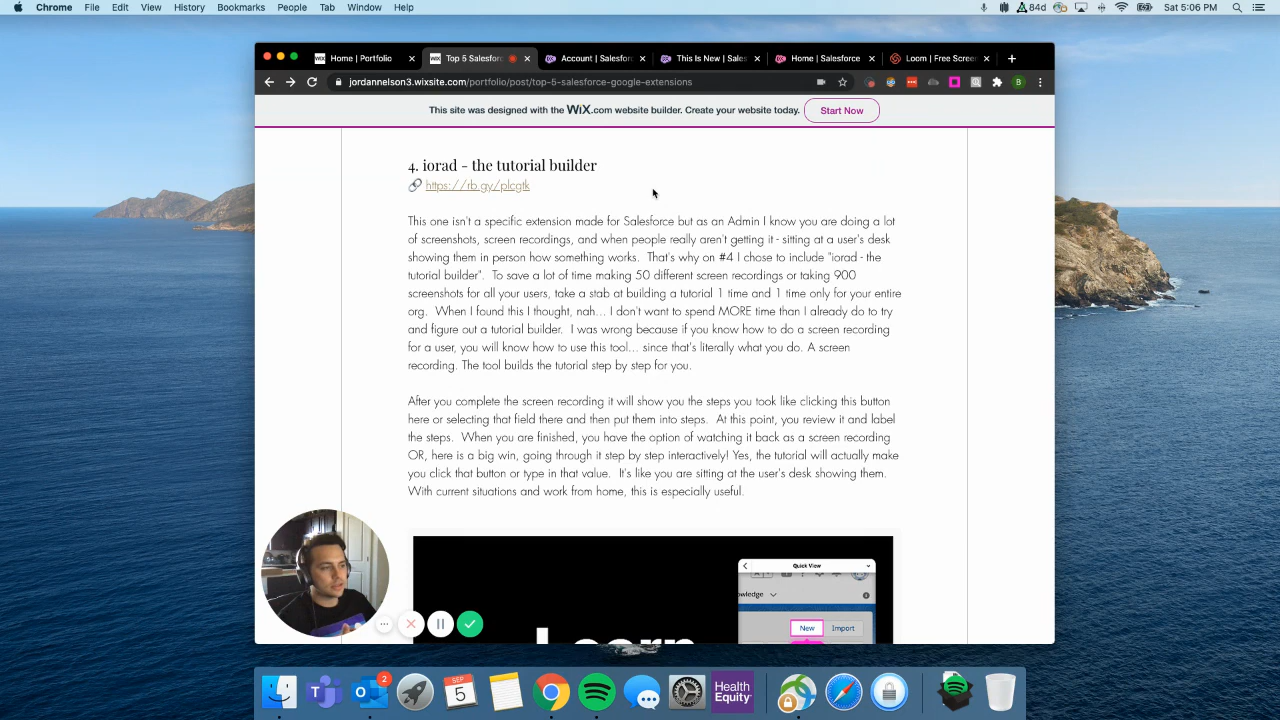 Chrome File Edit View History Bookmarks People Tab Window Help
84d Sat 5:06 PM
Home | Portfolio
Top 5 Salesfor
Account | Salesforc
This Is New | Sales
Home | Salesforce
Loom | Free Screen
jordannelson3.wixsite.com/portfolio/post/top-5-salesforce-google-extensions
B
This site was designed with the WiX.com website builder. Create your website today. Start Now
4. iorad - the tutorial builder
https://rb.gy/plcgtk
This one isn't a specific extension made for Salesforce but as an Admin I know you are doing a lot
of screenshots, screen recordings, and when people really aren't getting it - sitting at a user's desk
showing them in person how something works. That's why on #4 I chose to include "iorad - the
tutorial builder". To save a lot of time making 50 different screen recordings or taking 900
screenshots for all your users, take a stab at building a tutorial 1 time and 1 time only for your entire
org. When I found this I thought, nah... I don't want to spend MORE time than I already do to try
and figure out a tutorial builder. I was wrong because if you know how to do a screen recording
for a user, you will know how to use this tool... since that's literally what you do. A screen
recording. The tool builds the tutorial step by step for you.
After you complete the screen recording it will show you the steps you took like clicking this button
here or selecting that field there and then put them into steps. At this point, you review it and label
the steps. When you are finished, you have the option of watching it back as a screen recording
OR, here is a big win, going through it step by step interactively! Yes, the tutorial will actually make
you click that button or type in that value. It's like you are sitting at the user's desk showing them.
With current situations and work from home, this is especially useful.
Quick View
wledge
New Import
Learn
2
SEP
5
Health
Equity